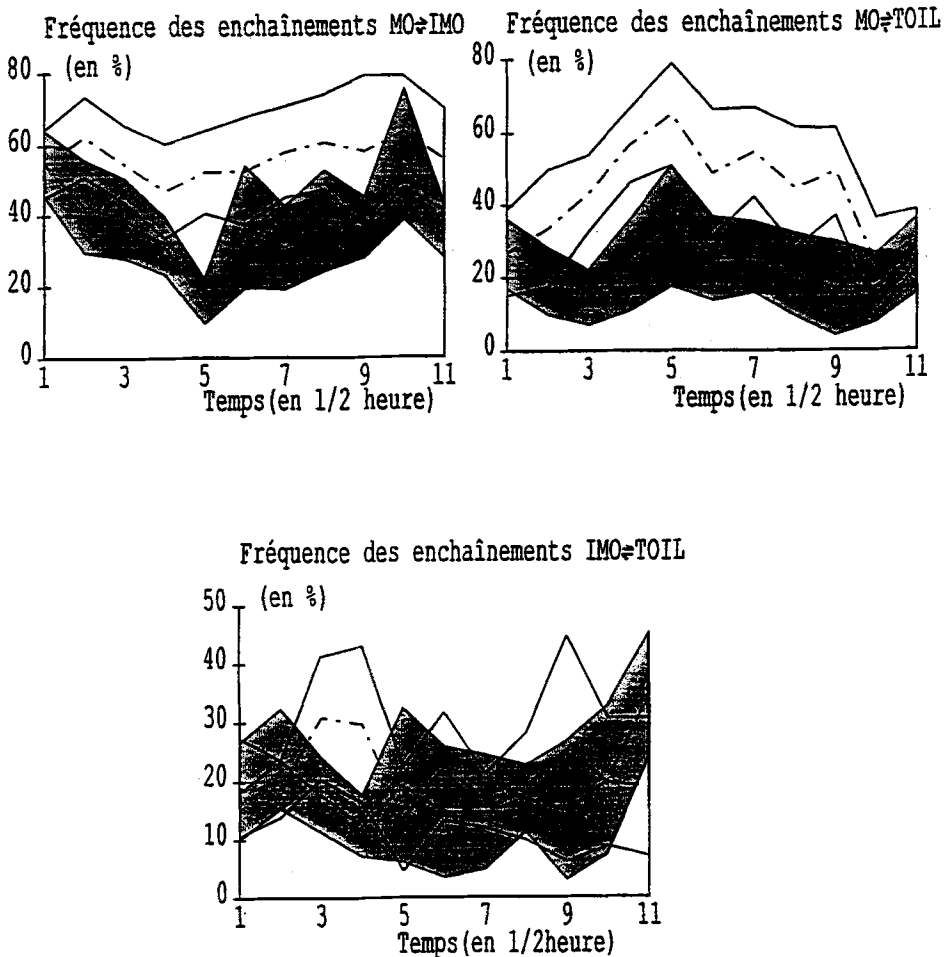 Fréquence des enchaînements MO⇌IMO
(en %)
80
60
40
20
0
1 3 5 7 9 11
Temps(en 1/2 heure)
Fréquence des enchaînements MO⇌TOIL
(en %)
80
60
40
20
0
1 3 5 7 9 11
Temps(en 1/2 heure)
Fréquence des enchaînements IMO⇌TOIL
(en %)
50
40
30
20
10
0
1 3 5 7 9 11
Temps(en 1/2heure)